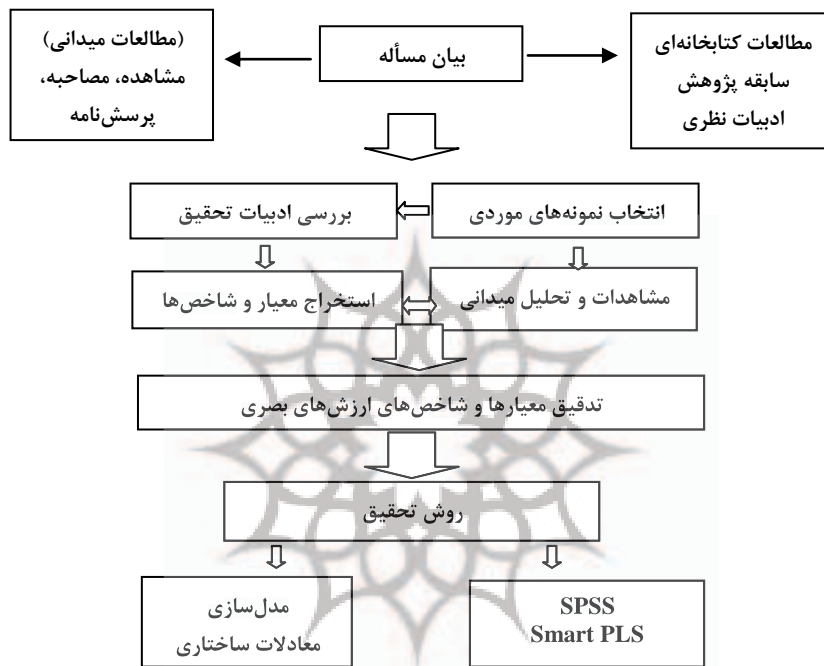 مطالعات کتابخانه‌ای
سابقه پژوهش
ادبیات نظری
بیان مسأله
(مطالعات میدانی)
مشاهده، مصاحبه،
پرسش‌نامه
انتخاب نمونه‌های موردی
بررسی ادبیات تحقیق
مشاهدات و تحلیل میدانی
استخراج معیار و شاخص‌ها
تدقیق معیارها و شاخص‌های ارزش‌های بصری
روش تحقیق
SPSS
Smart PLS
مدل‌سازی
معادلات ساختاری